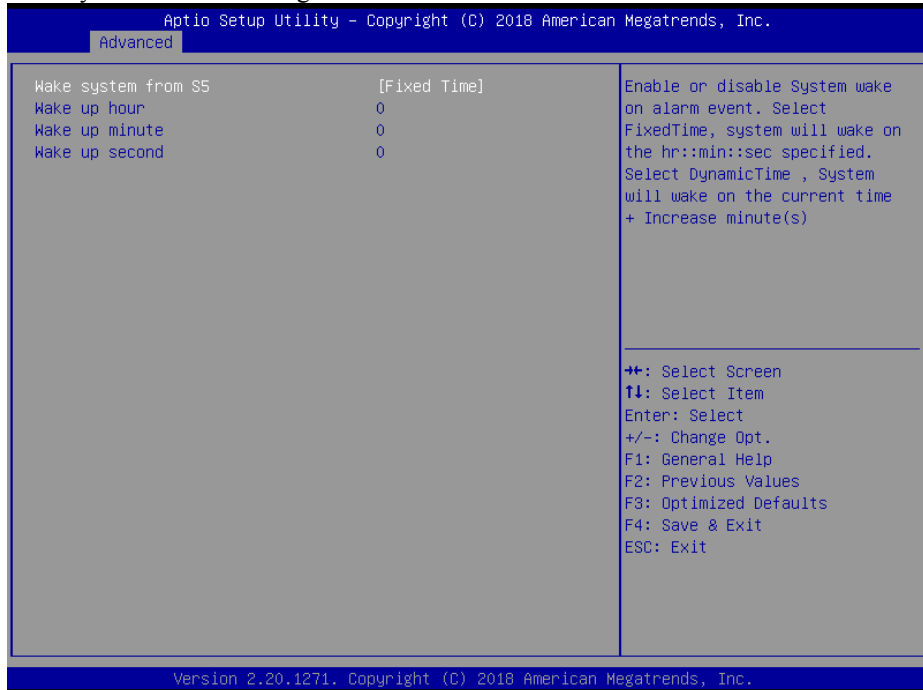 Aptio Setup Utility – Copyright (C) 2018 American Megatrends, Inc.
Advanced
Wake system from S5 [Fixed Time]
Wake up hour 0
Wake up minute 0
Wake up second 0
Enable or disable System wake
on alarm event. Select
FixedTime, system will wake on
the hr::min::sec specified.
Select DynamicTime , System
will wake on the current time
+ Increase minute(s)
→←: Select Screen
↑↓: Select Item
Enter: Select
+/-: Change Opt.
F1: General Help
F2: Previous Values
F3: Optimized Defaults
F4: Save & Exit
ESC: Exit
Version 2.20.1271. Copyright (C) 2018 American Megatrends, Inc.